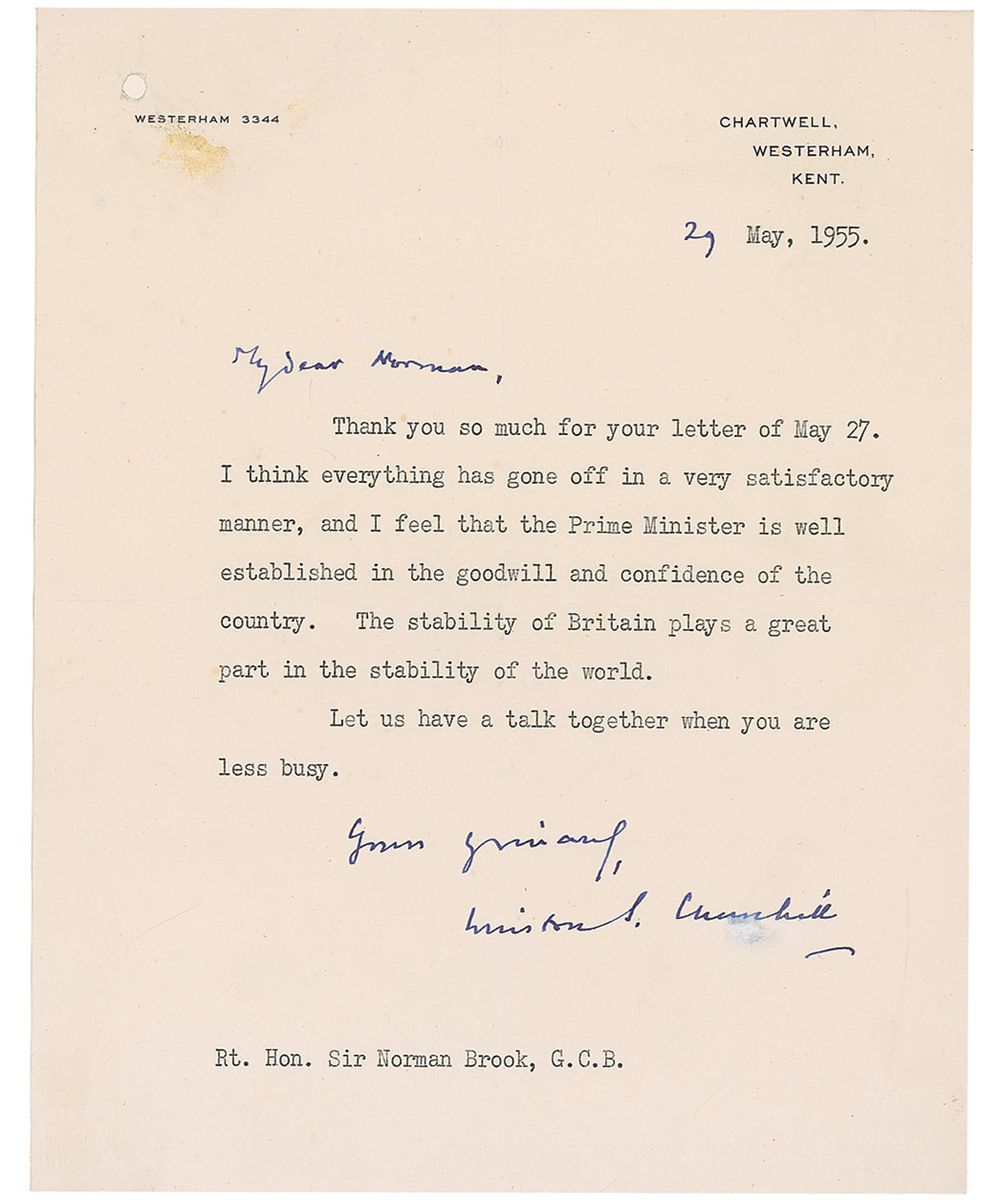 WESTERHAM 3344
CHARTWELL,
WESTERHAM,
KENT.
29 May, 1955.
My dear Norman,
Thank you so much for your letter of May 27.
I think everything has gone off in a very satisfactory
manner, and I feel that the Prime Minister is well
established in the goodwill and confidence of the
country. The stability of Britain plays a great
part in the stability of the world.
Let us have a talk together when you are
less busy.
Yours
Winston S. Churchill
Rt. Hon. Sir Norman Brook, G.C.B.